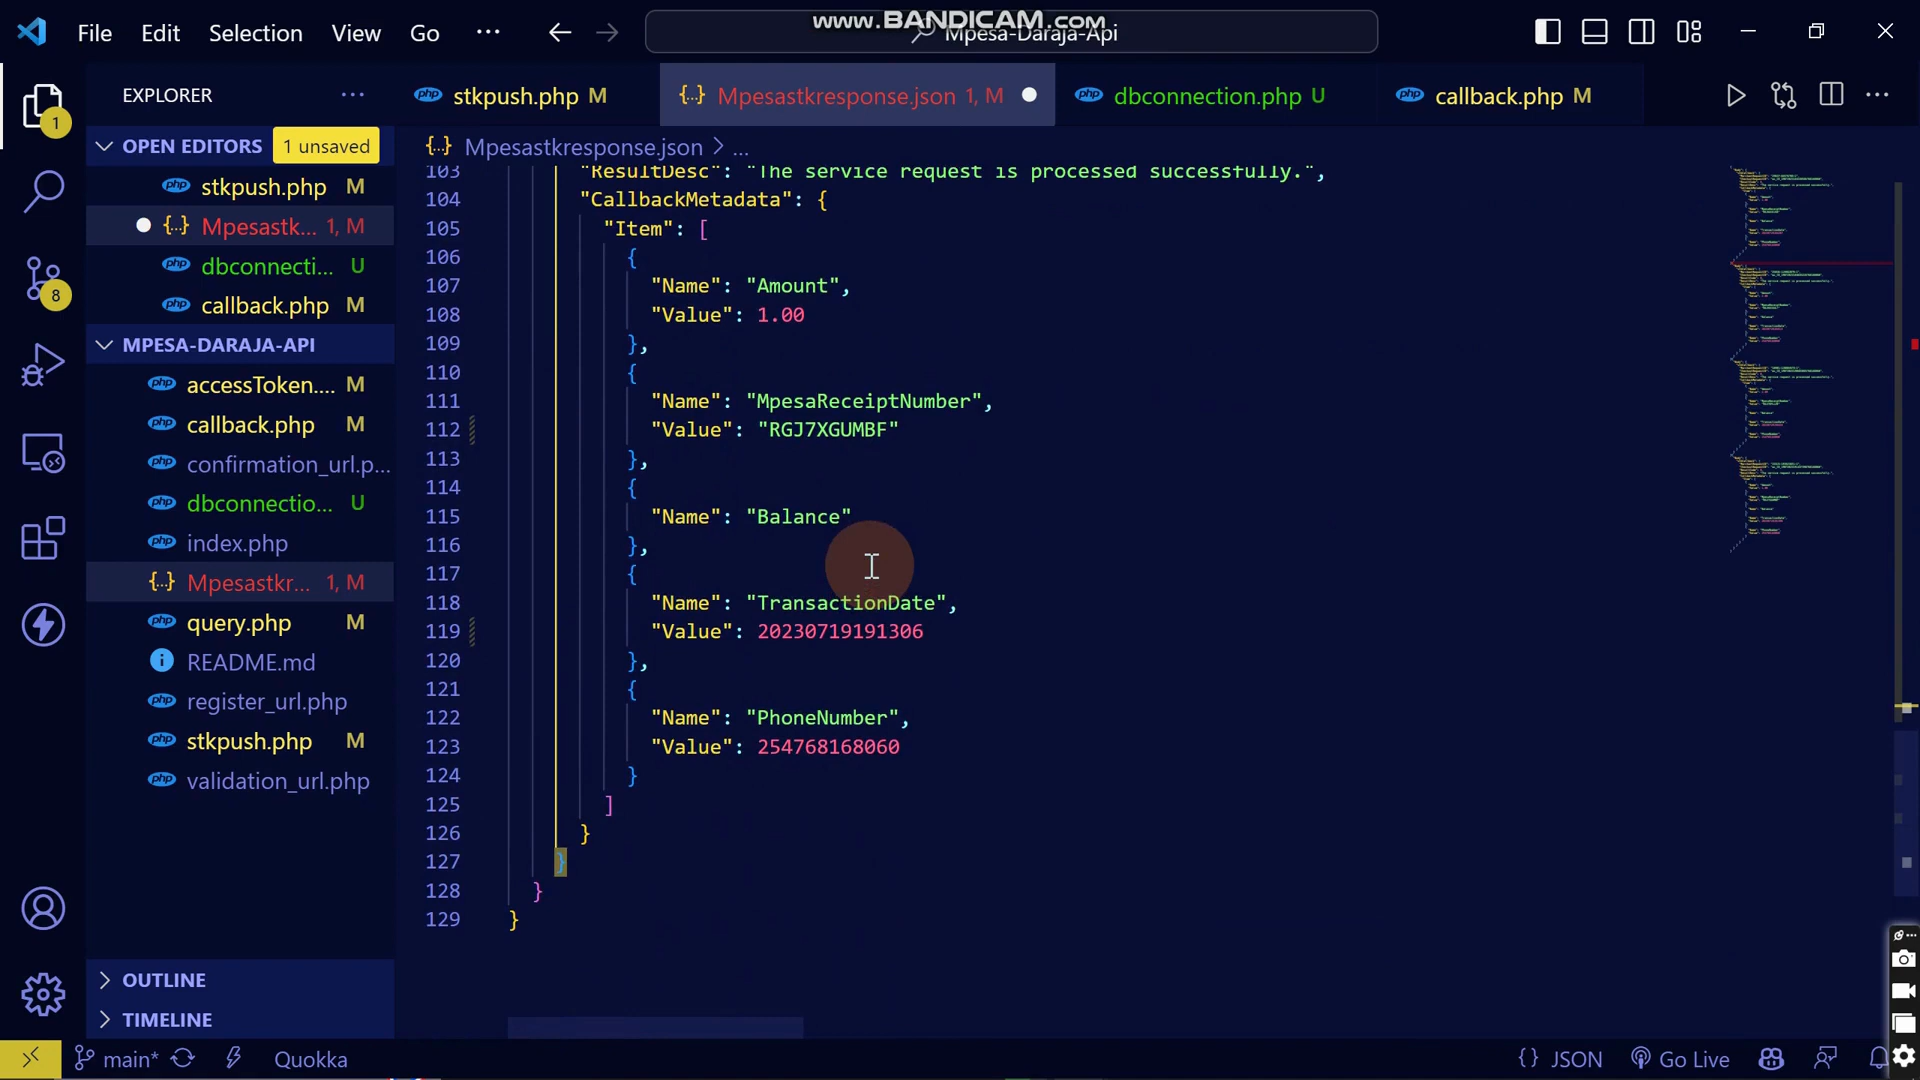 www.BANDICAM.com
File Edit Selection View Go ··· Mpesa-Daraja-Api
EXPLORER ···
stkpush.php M
Mpesastkresponse.json 1, M
dbconnection.php U
callback.php M
OPEN EDITORS 1 unsaved
stkpush.php M
Mpesastk... 1, M
dbconnecti... U
callback.php M
MPESA-DARAJA-API
accessToken.... M
callback.php M
confirmation_url.p...
dbconnectio... U
index.php
Mpesastkr... 1, M
query.php M
README.md
register_url.php
stkpush.php M
validation_url.php
OUTLINE
TIMELINE
1
8
Mpesastkresponse.json > ...
103 "ResultDesc": "The service request is processed successfully.",
104 "CallbackMetadata": {
105 "Item": [
106 {
107 "Name": "Amount",
108 "Value": 1.00
109 },
110 {
111 "Name": "MpesaReceiptNumber",
112 "Value": "RGJ7XGUMBF"
113 },
114 {
115 "Name": "Balance"
116 },
117 {
118 "Name": "TransactionDate",
119 "Value": 20230719191306
120 },
121 {
122 "Name": "PhoneNumber",
123 "Value": 254768168060
124 }
125 ]
126 }
127 }
128 }
129 }
main* Quokka {} JSON Go Live